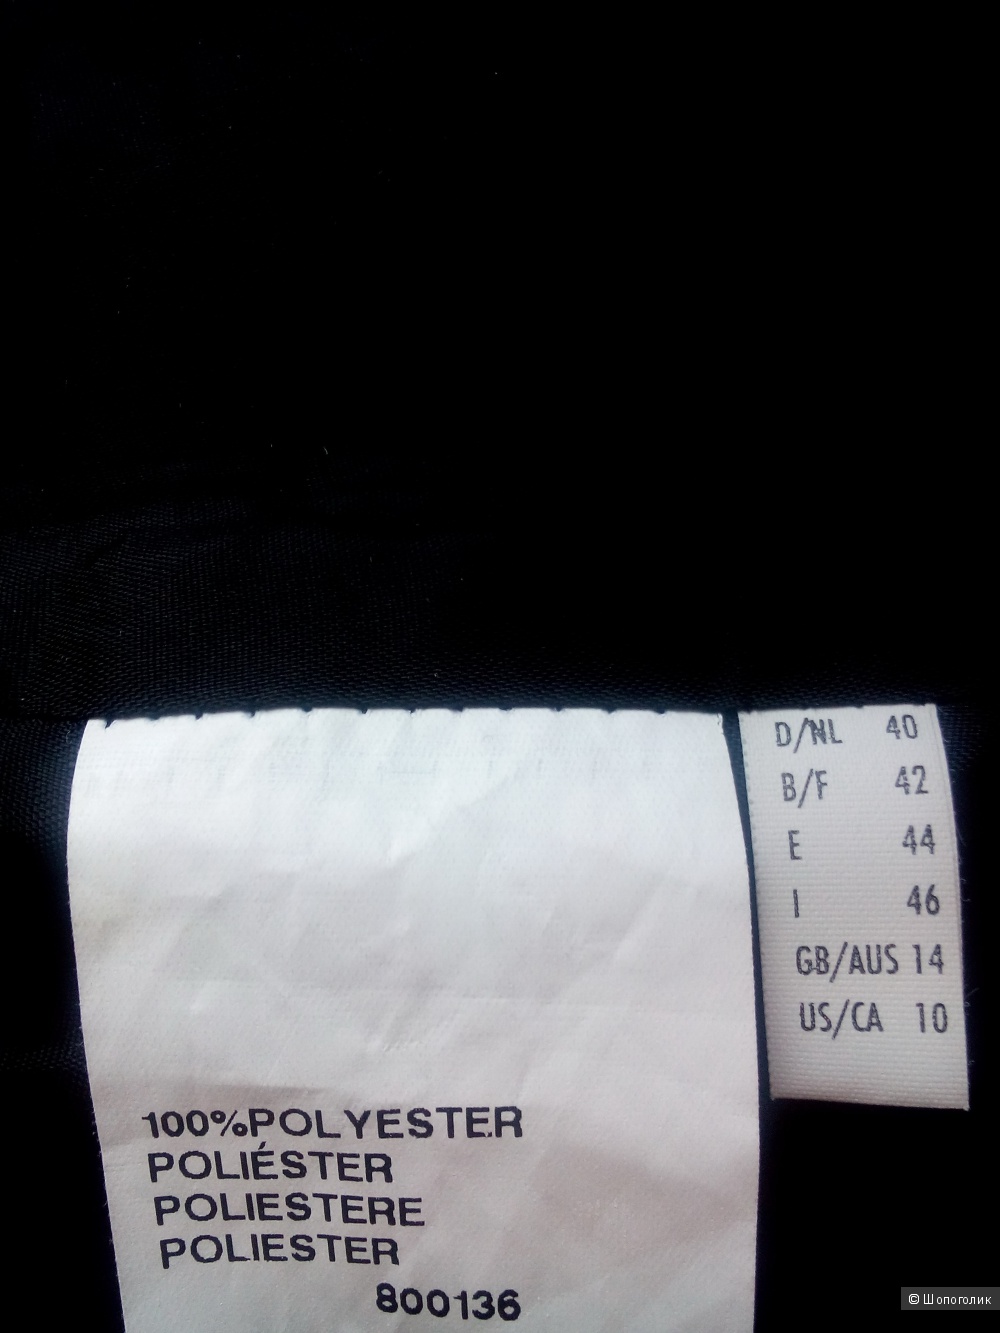 D/NL 40
B/F 42
E 44
I 46
GB/AUS 14
US/CA 10
100%POLYESTER
POLIÉSTER
POLIESTERE
POLIESTER
800136
© Шопоголик